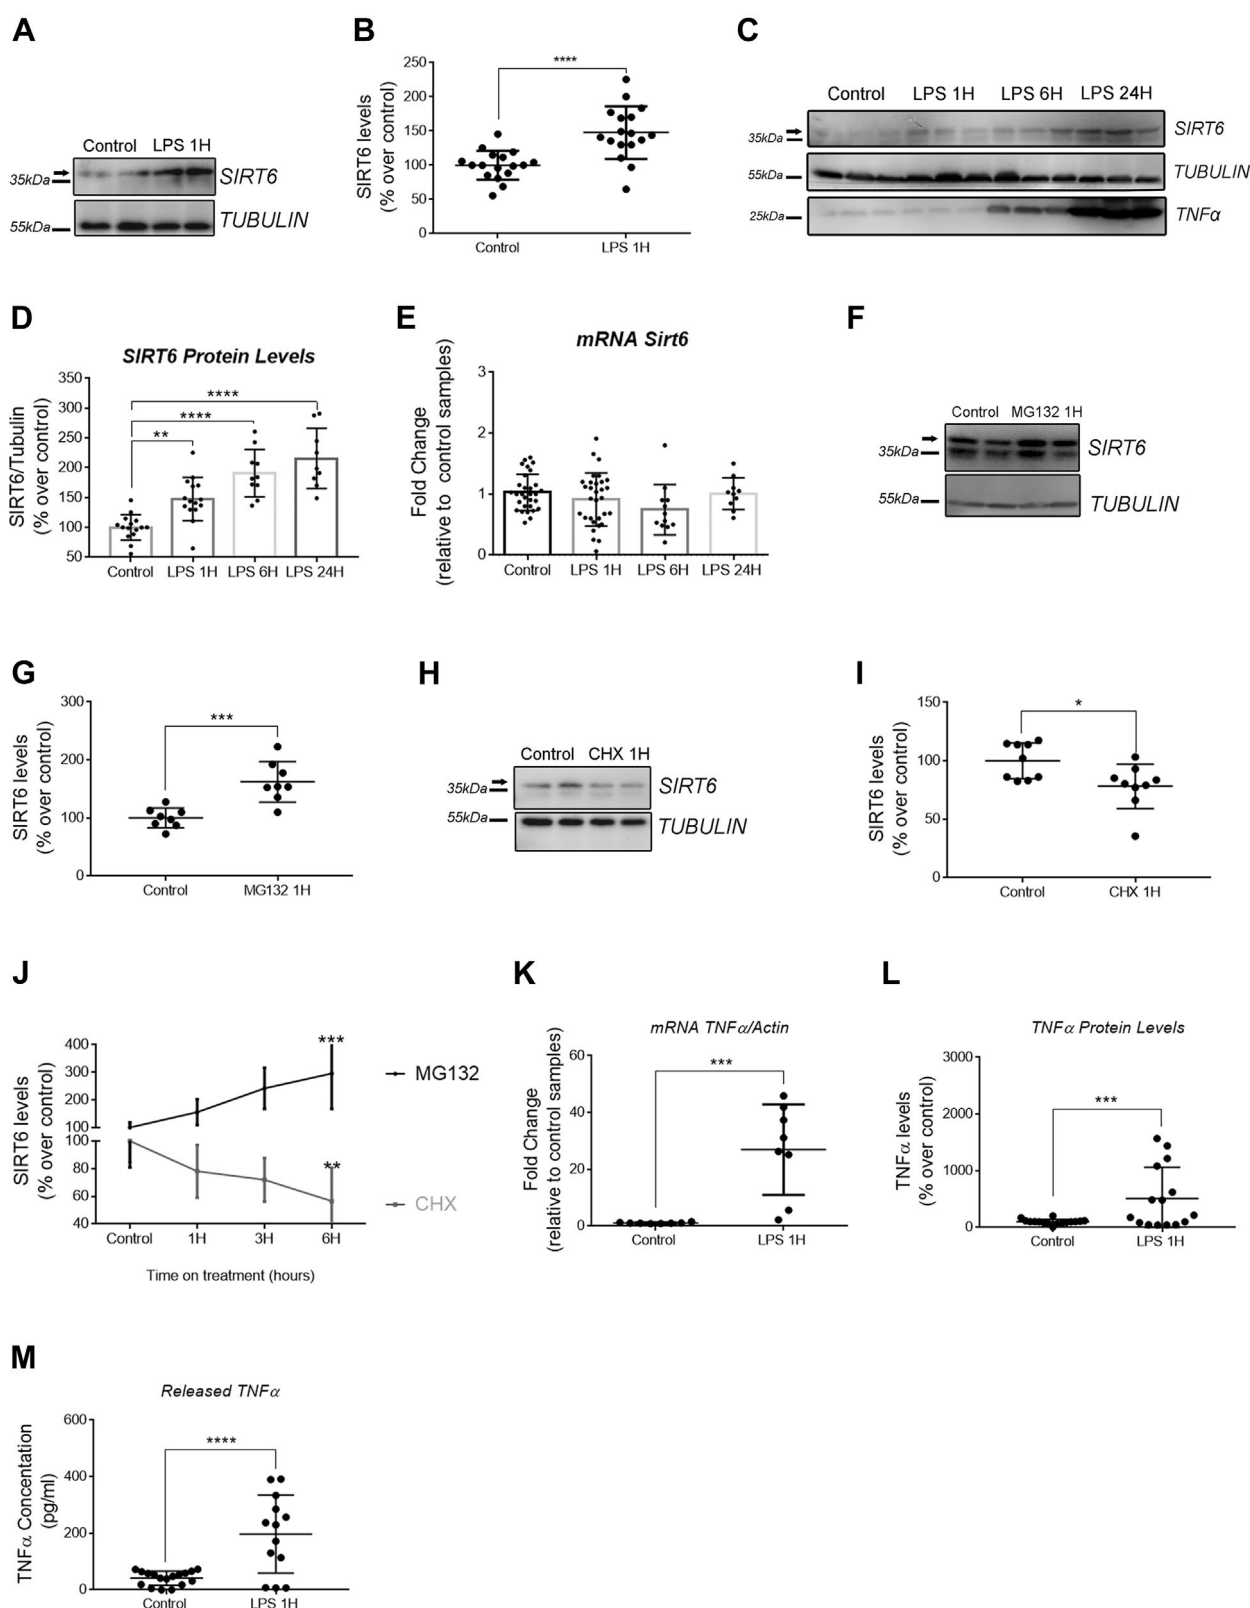 A
Control LPS 1H
35kDa
SIRT6
55kDa
TUBULIN
B
SIRT6 levels
(% over control)
250
200
150
100
50
0
****
Control
LPS 1H
C
Control LPS 1H LPS 6H LPS 24H
35kDa
SIRT6
55kDa
TUBULIN
25kDa
TNFα
D
SIRT6 Protein Levels
SIRT6/Tubulin
(% over control)
350
300
250
200
150
100
50
****
****
**
Control LPS 1H LPS 6H LPS 24H
E
mRNA Sirt6
Fold Change
(relative to control samples)
3
2
1
0
Control LPS 1H LPS 6H LPS 24H
F
Control MG132 1H
35kDa
SIRT6
55kDa
TUBULIN
G
SIRT6 levels
(% over control)
300
200
100
0
***
Control
MG132 1H
H
Control CHX 1H
35kDa
SIRT6
55kDa
TUBULIN
I
SIRT6 levels
(% over control)
150
100
50
0
*
Control
CHX 1H
J
SIRT6 levels
(% over control)
400
300
200
100
100
80
60
40
***
**
MG132
CHX
Control 1H 3H 6H
Time on treatment (hours)
K
mRNA TNFα/Actin
Fold Change
(relative to control samples)
60
40
20
0
***
Control
LPS 1H
L
TNFα Protein Levels
TNFα levels
(% over control)
3000
2000
1000
0
***
Control
LPS 1H
M
Released TNFα
TNFα Concentration
(pg/ml)
600
400
200
0
****
Control
LPS 1H